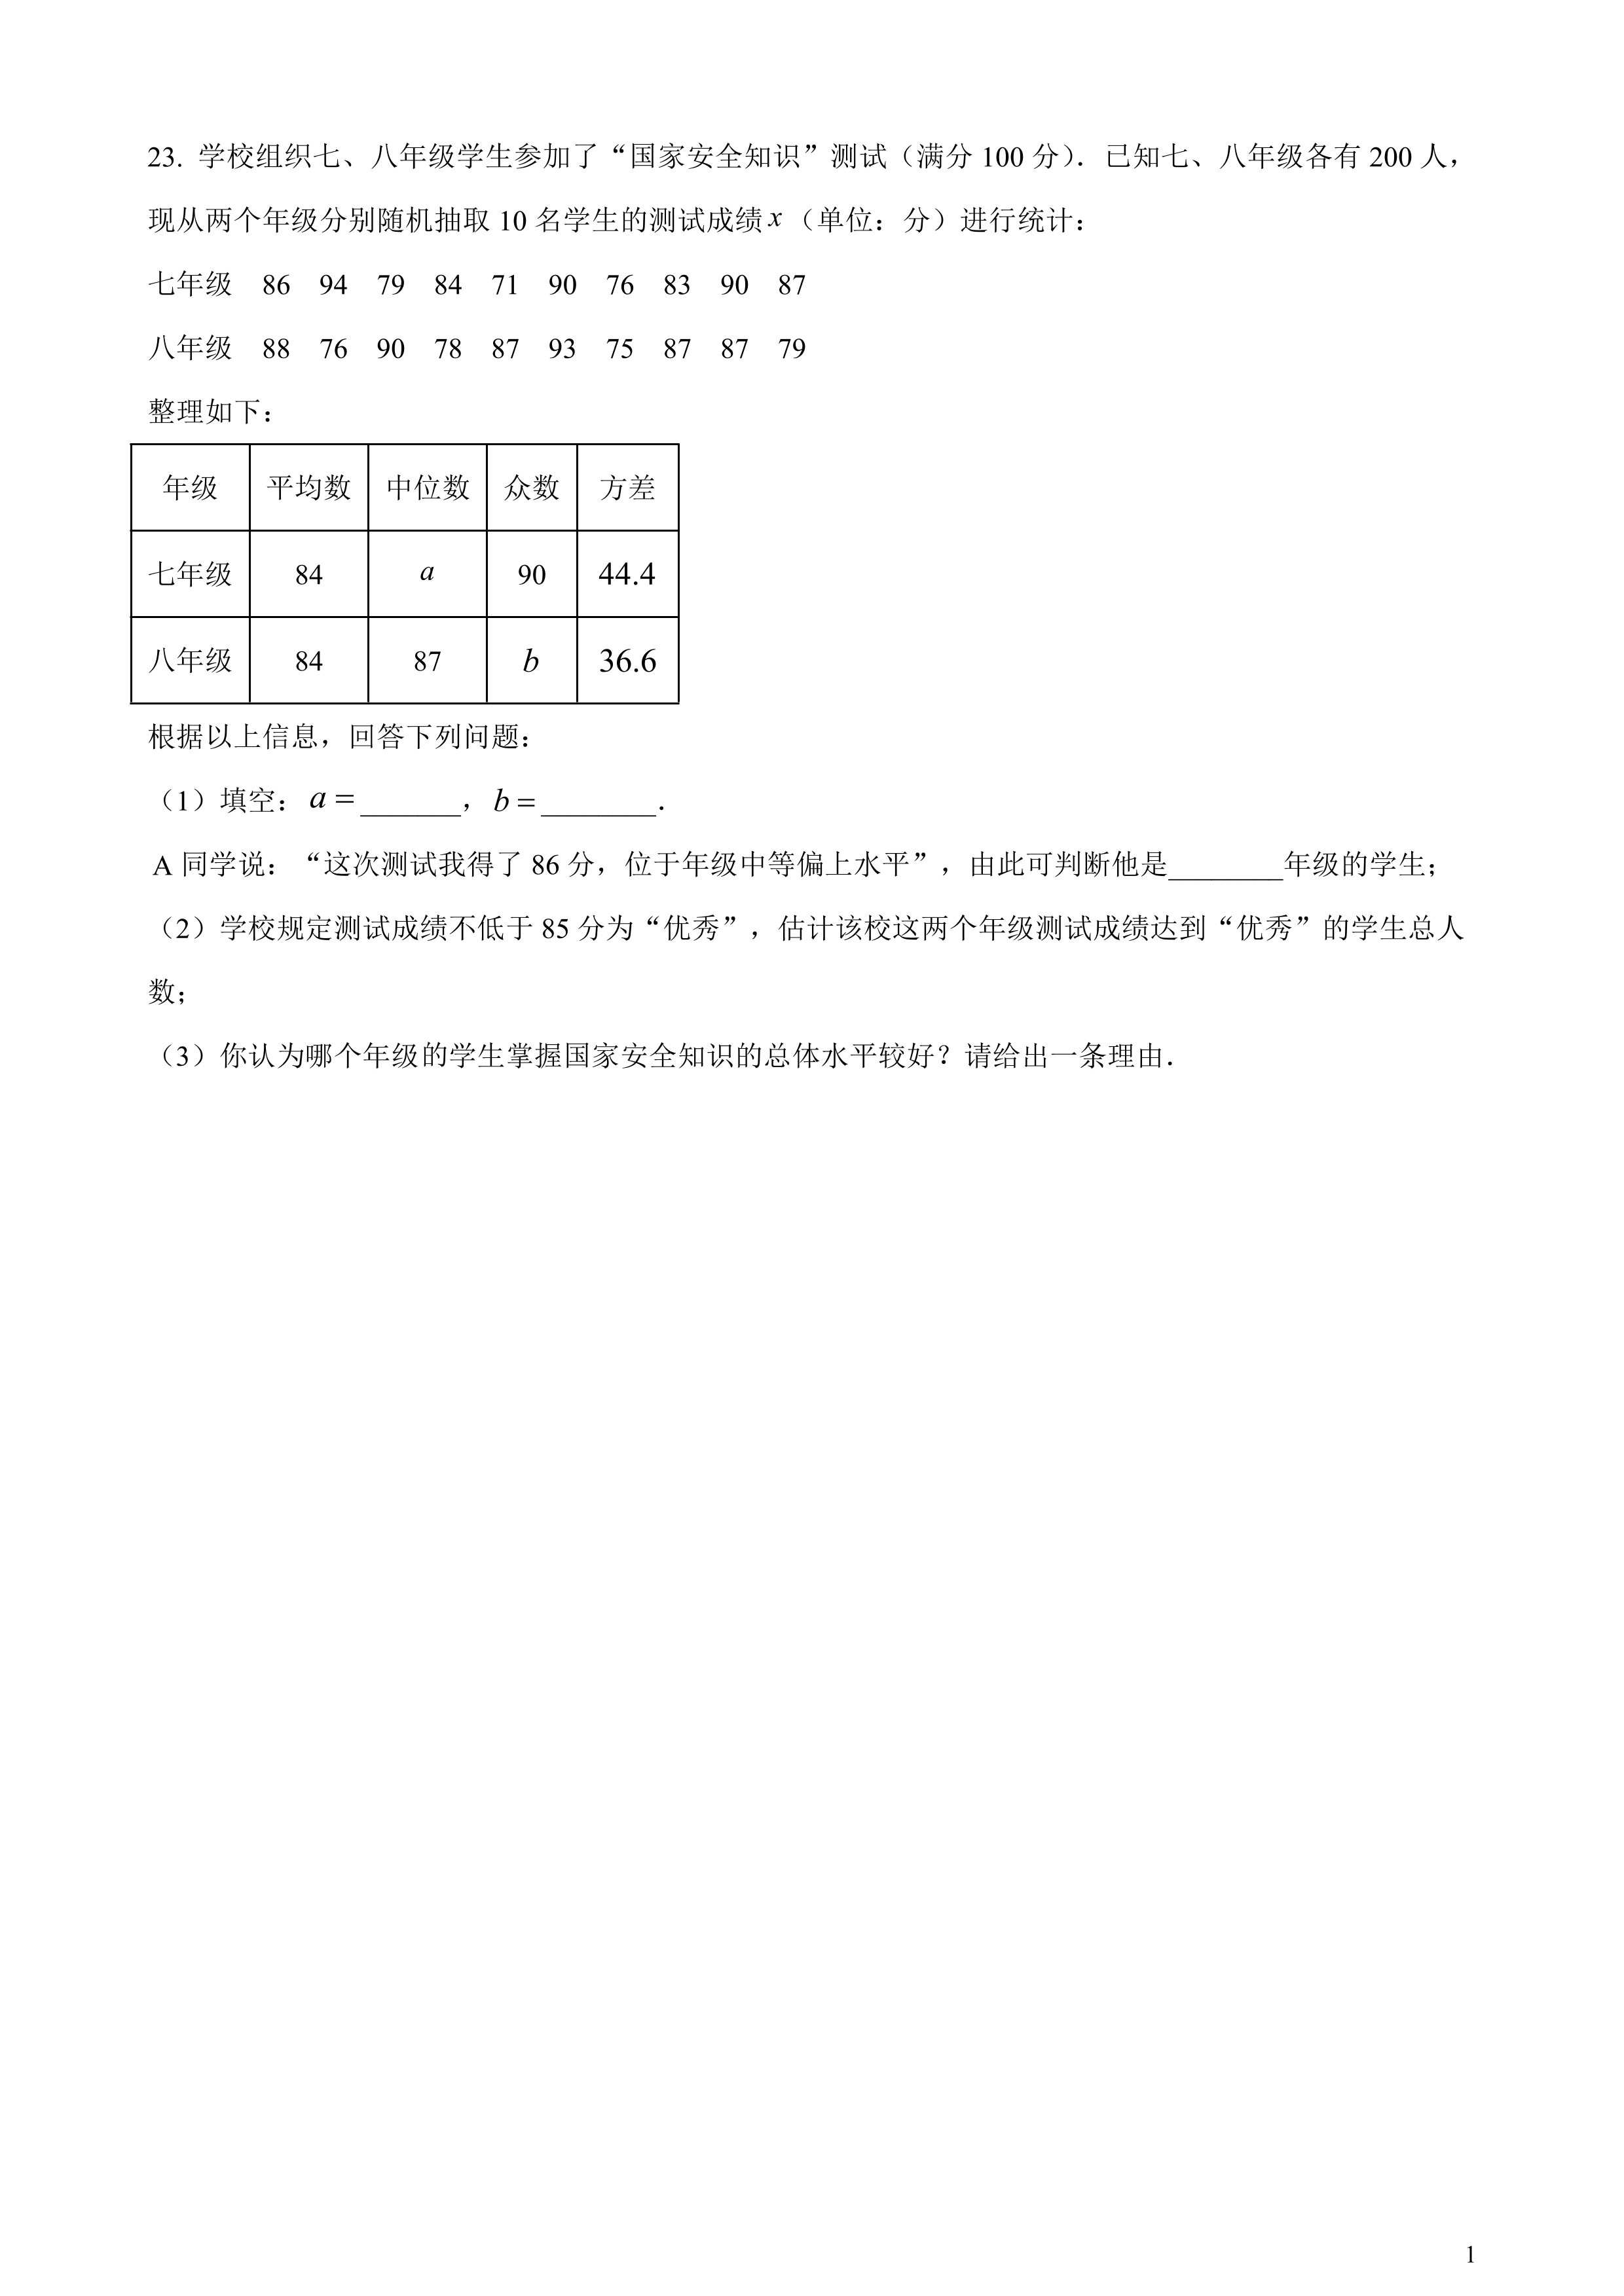 23. 学校组织七、八年级学生参加了“国家安全知识”测试（满分 100 分）．已知七、八年级各有 200 人，
现从两个年级分别随机抽取 10 名学生的测试成绩 x（单位：分）进行统计：
七年级 86 94 79 84 71 90 76 83 90 87
八年级 88 76 90 78 87 93 75 87 87 79
整理如下：
年级 平均数 中位数 众数 方差
七年级 84 a 90 44.4
八年级 84 87 b 36.6
根据以上信息，回答下列问题：
（1）填空：a =_______，b =________．
A 同学说：“这次测试我得了 86 分，位于年级中等偏上水平”，由此可判断他是________年级的学生；
（2）学校规定测试成绩不低于 85 分为“优秀”，估计该校这两个年级测试成绩达到“优秀”的学生总人
数；
（3）你认为哪个年级的学生掌握国家安全知识的总体水平较好？请给出一条理由．
1